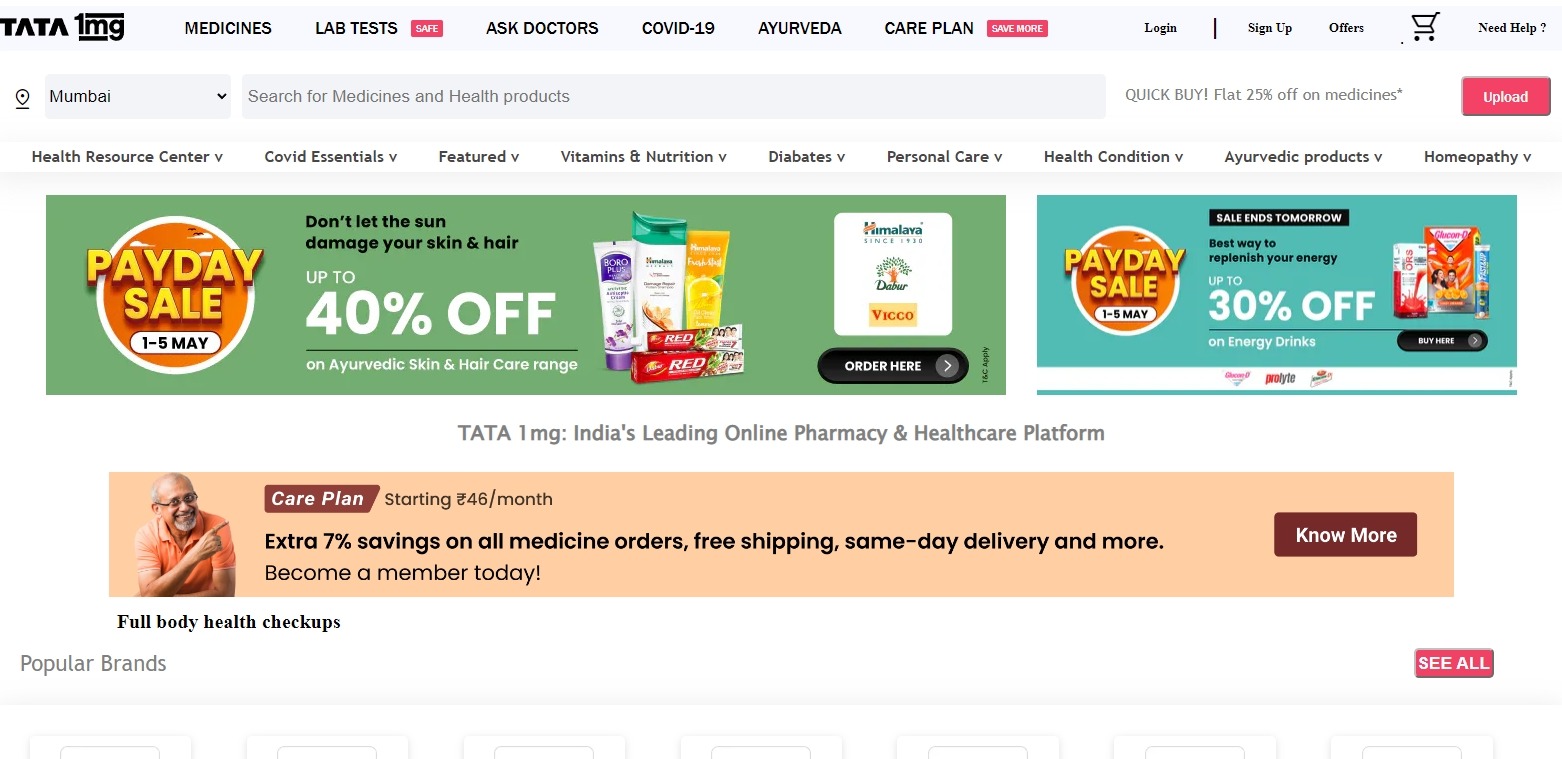 TATA 1mg
MEDICINES
LAB TESTS SAFE
ASK DOCTORS
COVID-19
AYURVEDA
CARE PLAN SAVE MORE
Login | Sign Up
Offers
Need Help ?
Mumbai
Search for Medicines and Health products
QUICK BUY! Flat 25% off on medicines*
Upload
Health Resource Center v
Covid Essentials v
Featured v
Vitamins & Nutrition v
Diabates v
Personal Care v
Health Condition v
Ayurvedic products v
Homeopathy v
PAYDAY
SALE
1-5 MAY
Don't let the sun
damage your skin & hair
UP TO
40% OFF
on Ayurvedic Skin & Hair Care range
BORO
PLUS
Himalaya
Damage Repair
Himalaya
RED
RED
Himalaya
SINCE 1930
Dabur
VICCO
ORDER HERE
T&C Apply
PAYDAY
SALE
1-5 MAY
SALE ENDS TOMORROW
Best way to
replenish your energy
UP TO
30% OFF
on Energy Drinks
ORS
Glucon-D
BUY HERE
Glucon-D
prolyte
TATA 1mg: India's Leading Online Pharmacy & Healthcare Platform
Care Plan Starting ₹46/month
Extra 7% savings on all medicine orders, free shipping, same-day delivery and more.
Become a member today!
Know More
Full body health checkups
Popular Brands
SEE ALL